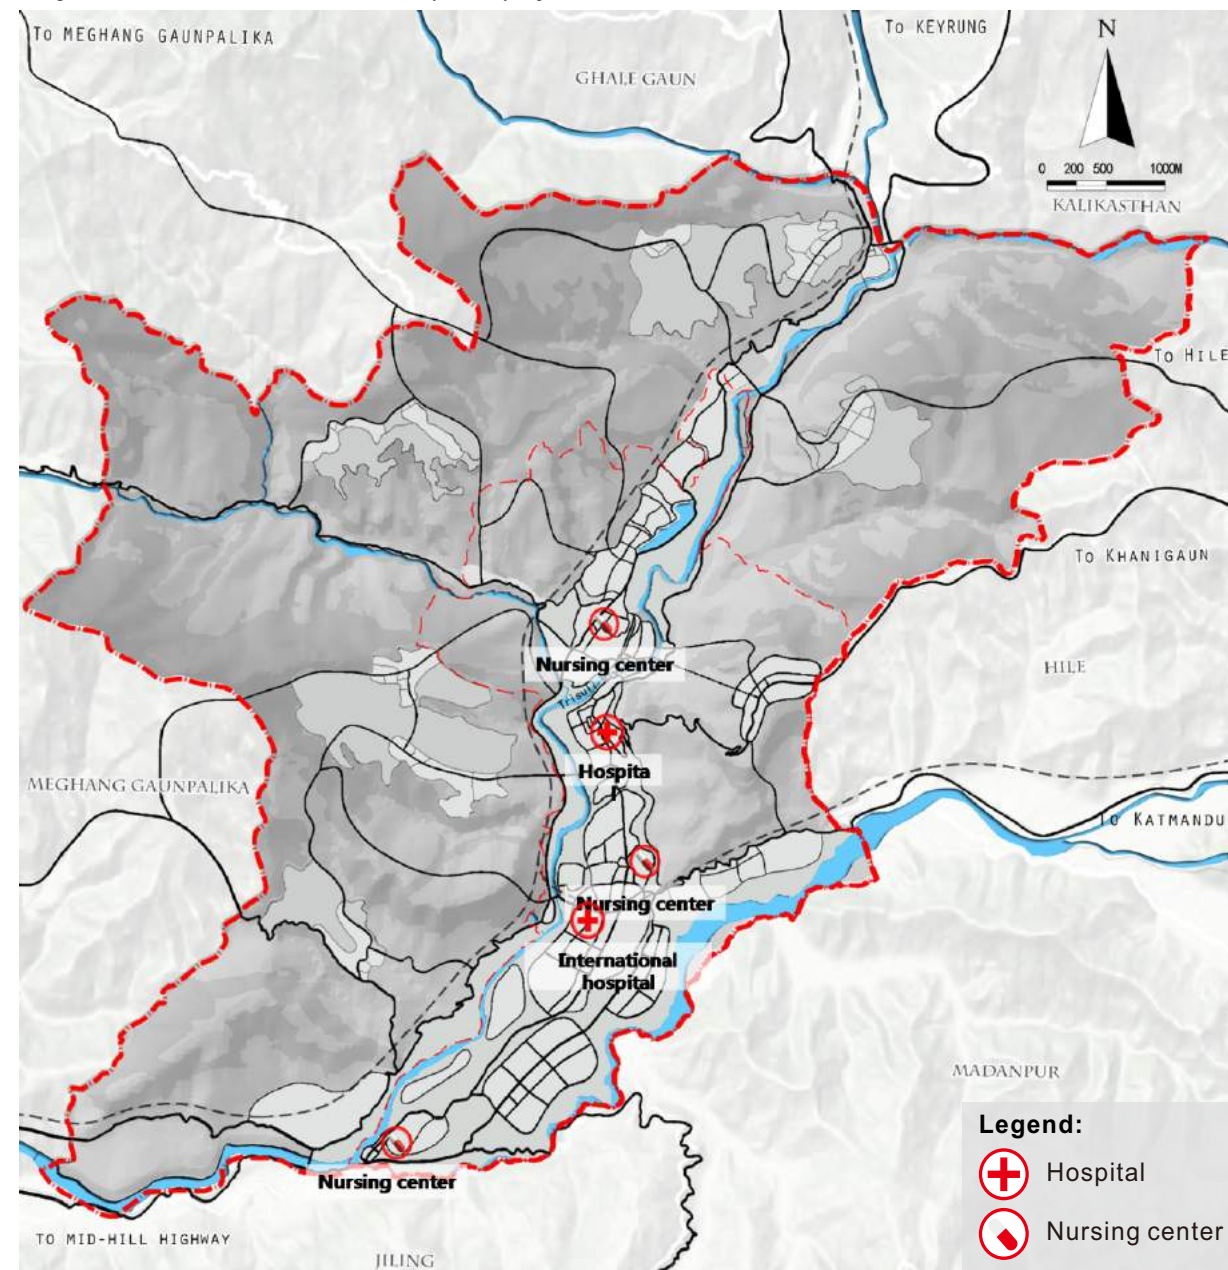 To MEGHANG GAUNPALIKA
To KEYRUNG
N
GHALE GAUN
0 200 500 1000M
KALIKASTHAN
To HILE
To KHANIGAUN
Nursing center
HILE
Trisuli
Hospita
l
MEGHANG GAUNPALIKA
To KATMANDU
Nursing center
International
hospital
MADANPUR
Legend:
Hospital
Nursing center
Nursing center
TO MID-HILL HIGHWAY
JILING